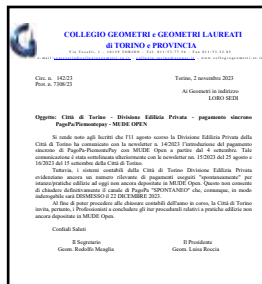 COLLEGIO GEOMETRI e GEOMETRI LAUREATI
di TORINO e PROVINCIA
Circ. n. 142/23
Torino, 2 novembre 2023
Prot. n. 7308/23
Ai Geometri in indirizzo
LORO SEDI
Oggetto: Città di Torino - Divisione Edilizia Privata - pagamento sincrono
PagoPa/Piemontepay - MUDE OPEN
Si rende noto agli Iscritti che l'11 agosto scorso la Divisione Edilizia Privata della
Città di Torino ha comunicato con la newsletter n. 14/2023 l'introduzione del pagamento
sincrono di PagoPa-PiemontePay con MUDE Open a partire dal 4 settembre. Tale
comunicazione è stata sottolineata ulteriormente con le newsletter nn. 15/2023 del 25 agosto e
16/2023 del 15 settembre della Città di Torino.
Tuttavia, i sistemi contabili della Città di Torino Divisione Edilizia Privata
evidenziano ancora un numero rilevante di pagamenti eseguiti "spontaneamente" per
istanze/pratiche edilizie ad oggi non ancora depositate in MUDE Open. Questo non consente
di chiudere definitivamente il canale di PagoPa "SPONTANEO" che, comunque, in modo
inderogabile sarà DISMESSO il 22 DICEMBRE 2023.
Al fine di poter procedere alle chiusure contabili dell'anno in corso, la Città di Torino
invita, pertanto, i Professionisti a concludere gli iter procedurali relativi a pratiche edilizie non
ancora depositate in MUDE Open.
Cordiali Saluti
Il Segretario
Il Presidente
Geom. Rodolfo Meaglia
Geom. Luisa Roccia